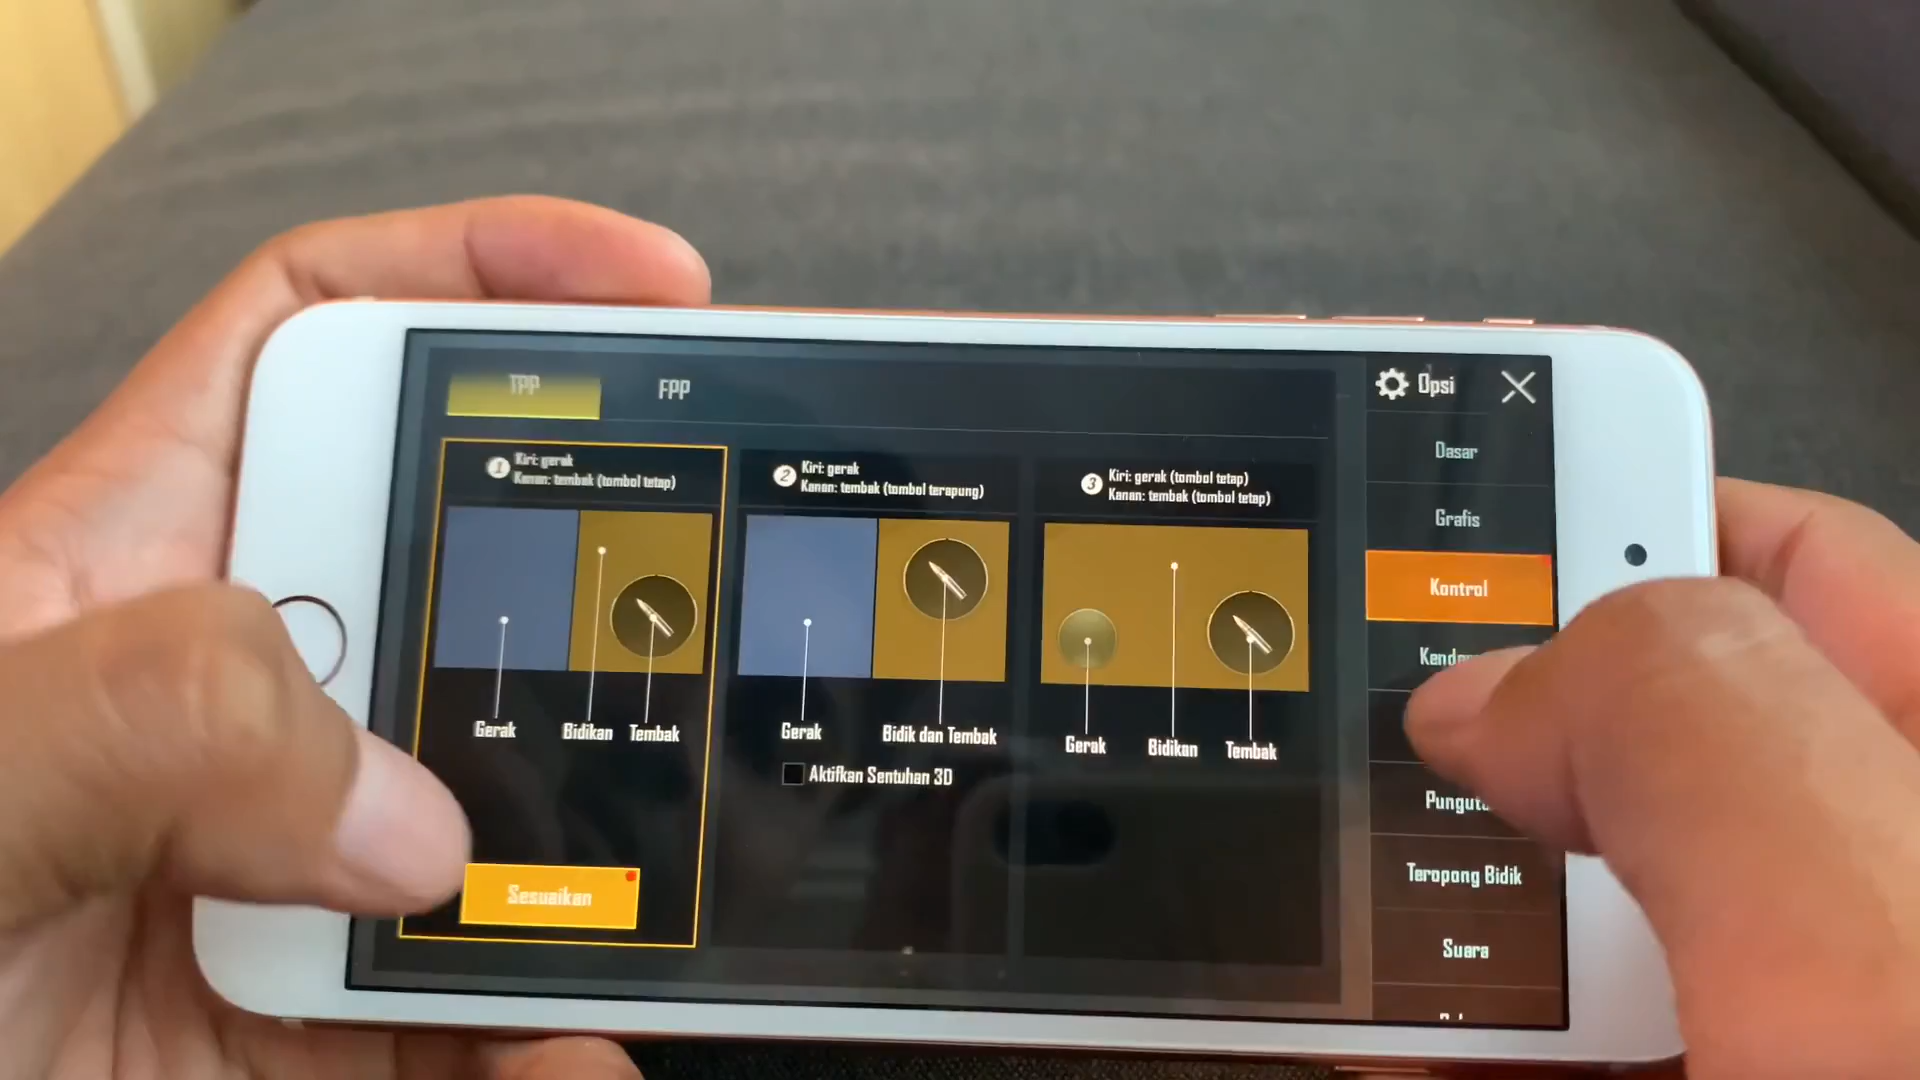 TPP
FPP
Opsi
1 Kiri: gerak
Kanan: tembak (tombol tetap)
Gerak
Bidikan
Tembak
Sesuaikan
2 Kiri: gerak
Kanan: tembak (tombol terapung)
Gerak
Bidik dan Tembak
Aktifkan Sentuhan 3D
3 Kiri: gerak (tombol tetap)
Kanan: tembak (tombol tetap)
Gerak
Bidikan
Tembak
Dasar
Grafis
Kontrol
Teropong Bidik
Suara